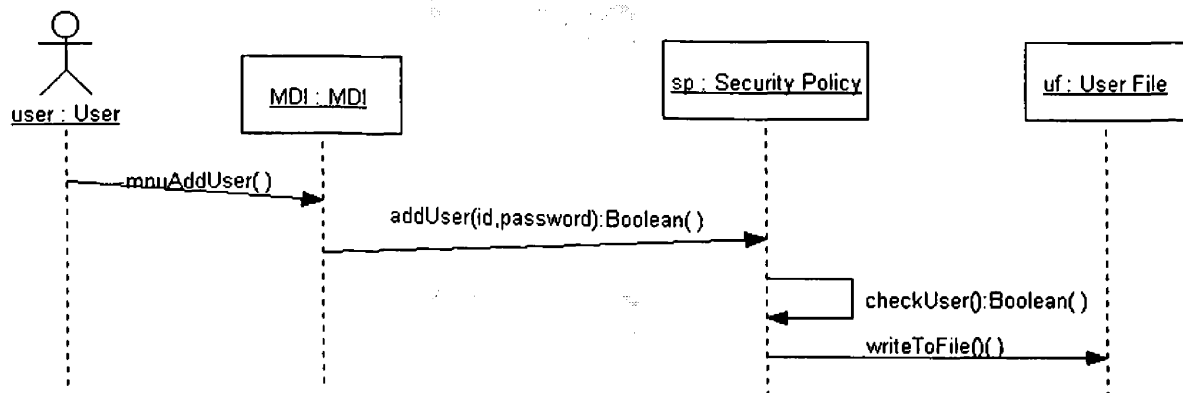 user : User
MDI : MDI
sp : Security Policy
uf : User File
mnuAddUser( )
addUser(id,password):Boolean( )
checkUser():Boolean( )
writeToFile()( )